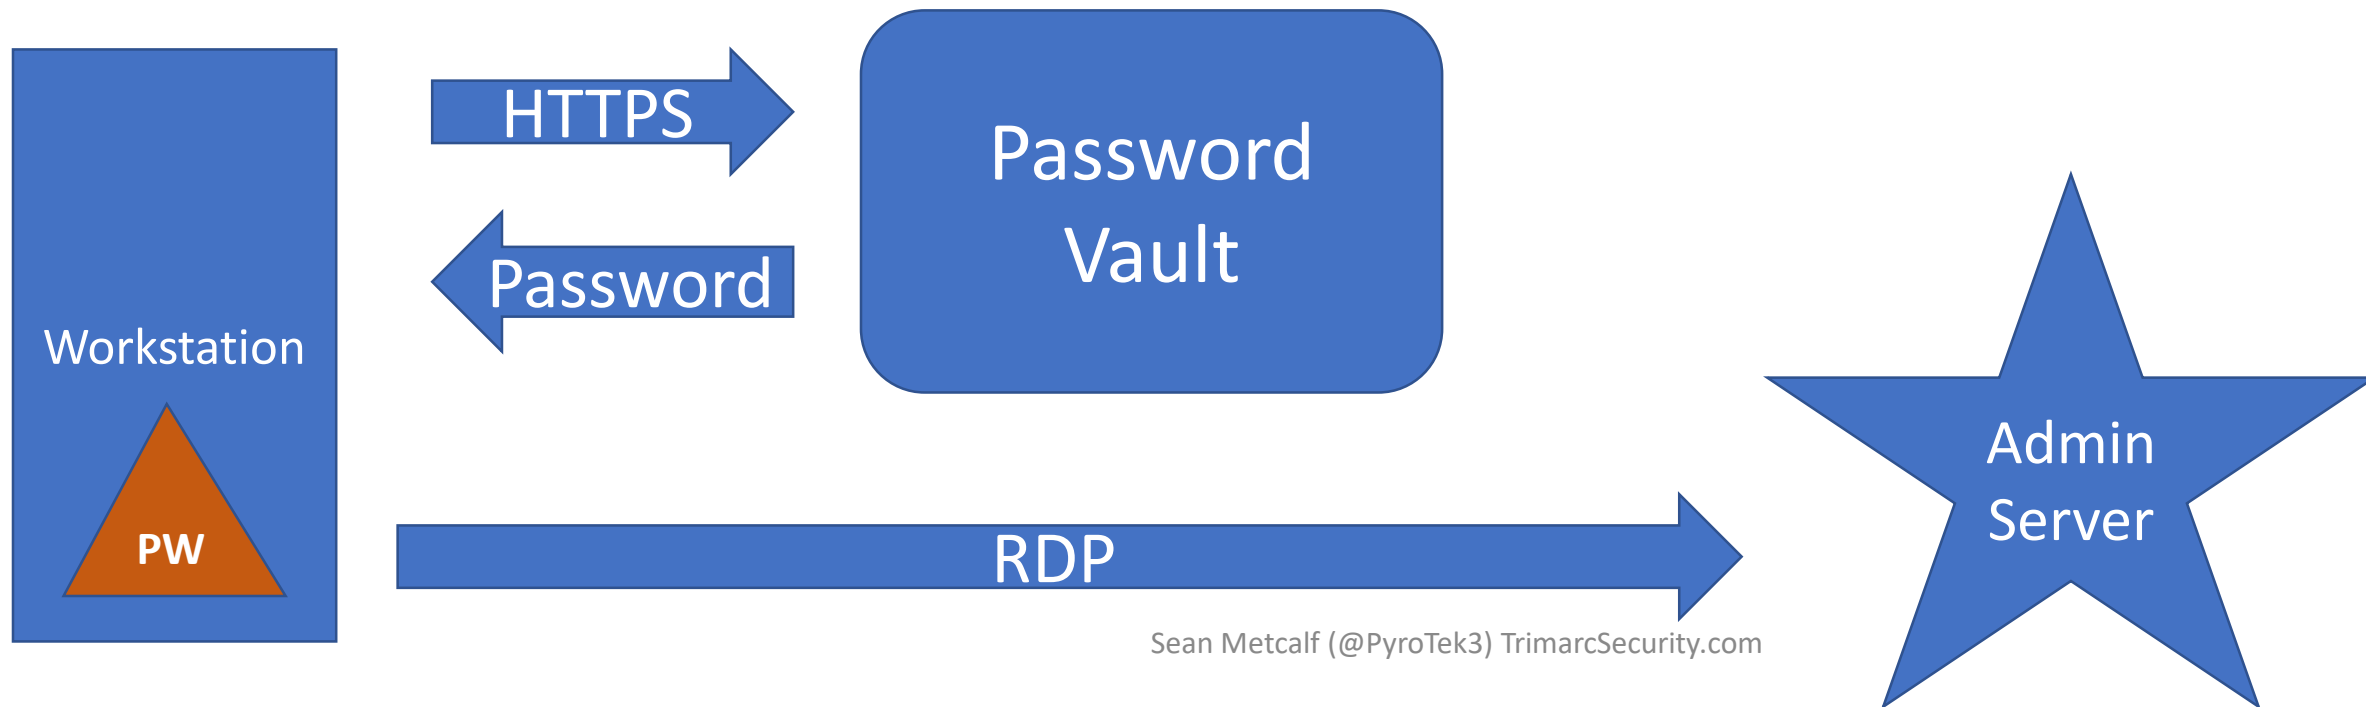 Workstation
PW
HTTPS
Password
Password
Vault
RDP
Admin
Server
Sean Metcalf (@PyroTek3) TrimarcSecurity.com